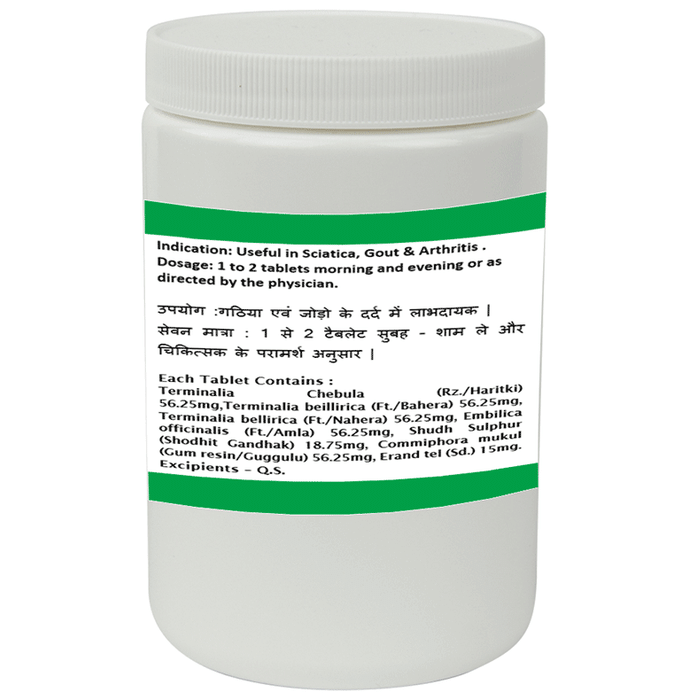 Indication: Useful in Sciatica, Gout & Arthritis .
Dosage: 1 to 2 tablets morning and evening or as
directed by the physician.
उपयोग :गठिया एवं जोड़ो के दर्द में लाभदायक |
सेवन मात्रा : 1 से 2 टैबलेट सुबह - शाम ले और
चिकित्सक के परामर्श अनुसार |
Each Tablet Contains :
Terminalia Chebula (Rz./Haritki)
56.25mg,Terminalia beillirica (Ft./Bahera) 56.25mg,
Terminalia bellirica (Ft./Nahera) 56.25mg, Embilica
officinalis (Ft./Amla) 56.25mg, Shudh Sulphur
(Shodhit Gandhak) 18.75mg, Commiphora mukul
(Gum resin/Guggulu) 56.25mg, Erand tel (Sd.) 15mg.
Excipients - Q.S.